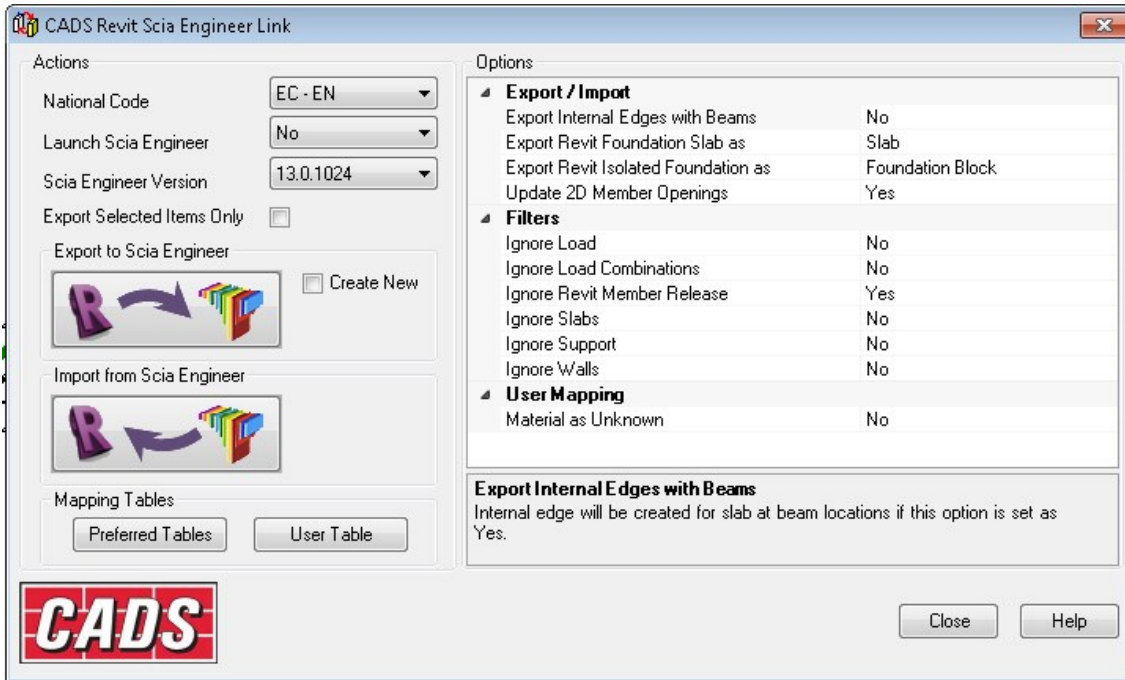 CADS Revit Scia Engineer Link
Actions
National Code EC - EN
Launch Scia Engineer No
Scia Engineer Version 13.0.1024
Export Selected Items Only
Export to Scia Engineer
R
Create New
Import from Scia Engineer
R
Mapping Tables
Preferred Tables User Table
CADS
Options
Export / Import
Export Internal Edges with Beams No
Export Revit Foundation Slab as Slab
Export Revit Isolated Foundation as Foundation Block
Update 2D Member Openings Yes
Filters
Ignore Load No
Ignore Load Combinations No
Ignore Revit Member Release Yes
Ignore Slabs No
Ignore Support No
Ignore Walls No
User Mapping
Material as Unknown No
Export Internal Edges with Beams
Internal edge will be created for slab at beam locations if this option is set as
Yes.
Close Help